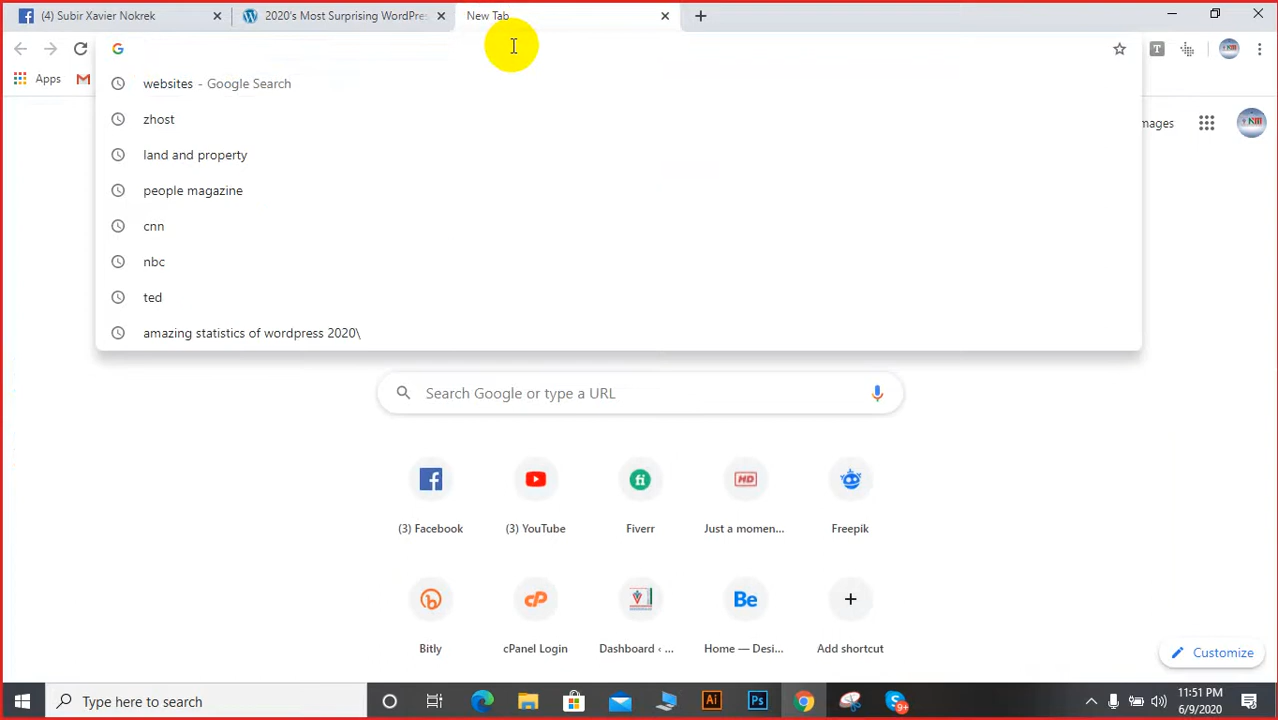 (4) Subir Xavier Nokrek
2020's Most Surprising WordPres
New Tab
Apps
websites - Google Search
zhost
land and property
people magazine
cnn
nbc
ted
amazing statistics of wordpress 2020\
mages
Search Google or type a URL
(3) Facebook
(3) YouTube
Fiverr
HD
Just a momen...
Freepik
Bitly
cPanel Login
Dashboard ‹ ...
Home — Desi...
Add shortcut
Customize
Type here to search
11:51 PM
6/9/2020